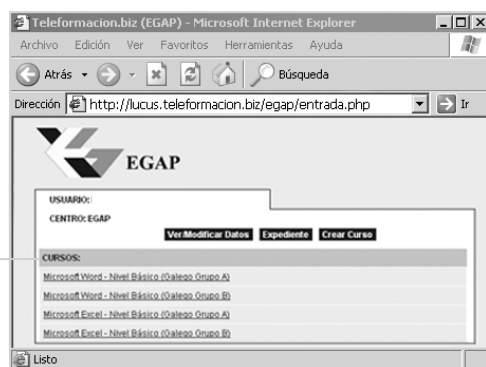 Teleformacion.biz (EGAP) - Microsoft Internet Explorer
Archivo Edición Ver Favoritos Herramientas Ayuda
Atrás Búsqueda
Dirección http://lucus.teleformacion.biz/egap/entrada.php Ir
EGAP
USUARIO:
CENTRO: EGAP
Ver/Modificar Datos Expediente Crear Curso
CURSOS:
Microsoft Word - Nivel Básico (Galego Grupo A)
Microsoft Word - Nivel Básico (Galego Grupo B)
Microsoft Excel - Nivel Básico (Galego Grupo A)
Microsoft Excel - Nivel Básico (Galego Grupo B)
Listo